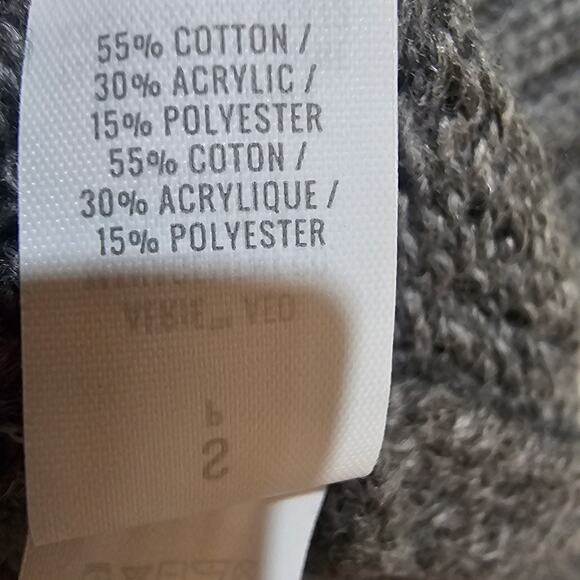 55% COTTON /
30% ACRYLIC /
15% POLYESTER
55% COTON /
30% ACRYLIQUE /
15% POLYESTER
P
S